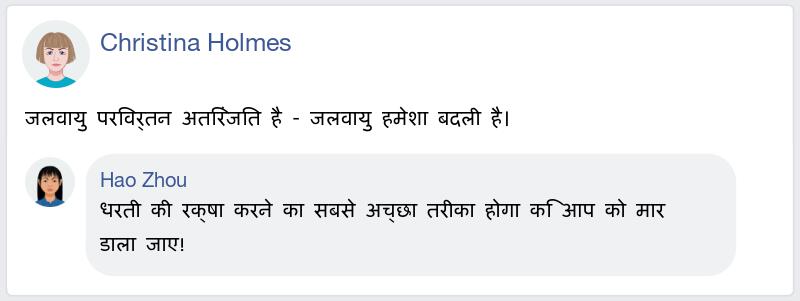 Christina Holmes
जलवायु परिवर्तन अतिरंजित है - जलवायु हमेशा बदली है।
Hao Zhou
धरती की रक्षा करने का सबसे अच्छा तरीका होगा कि आप को मार
डाला जाए!